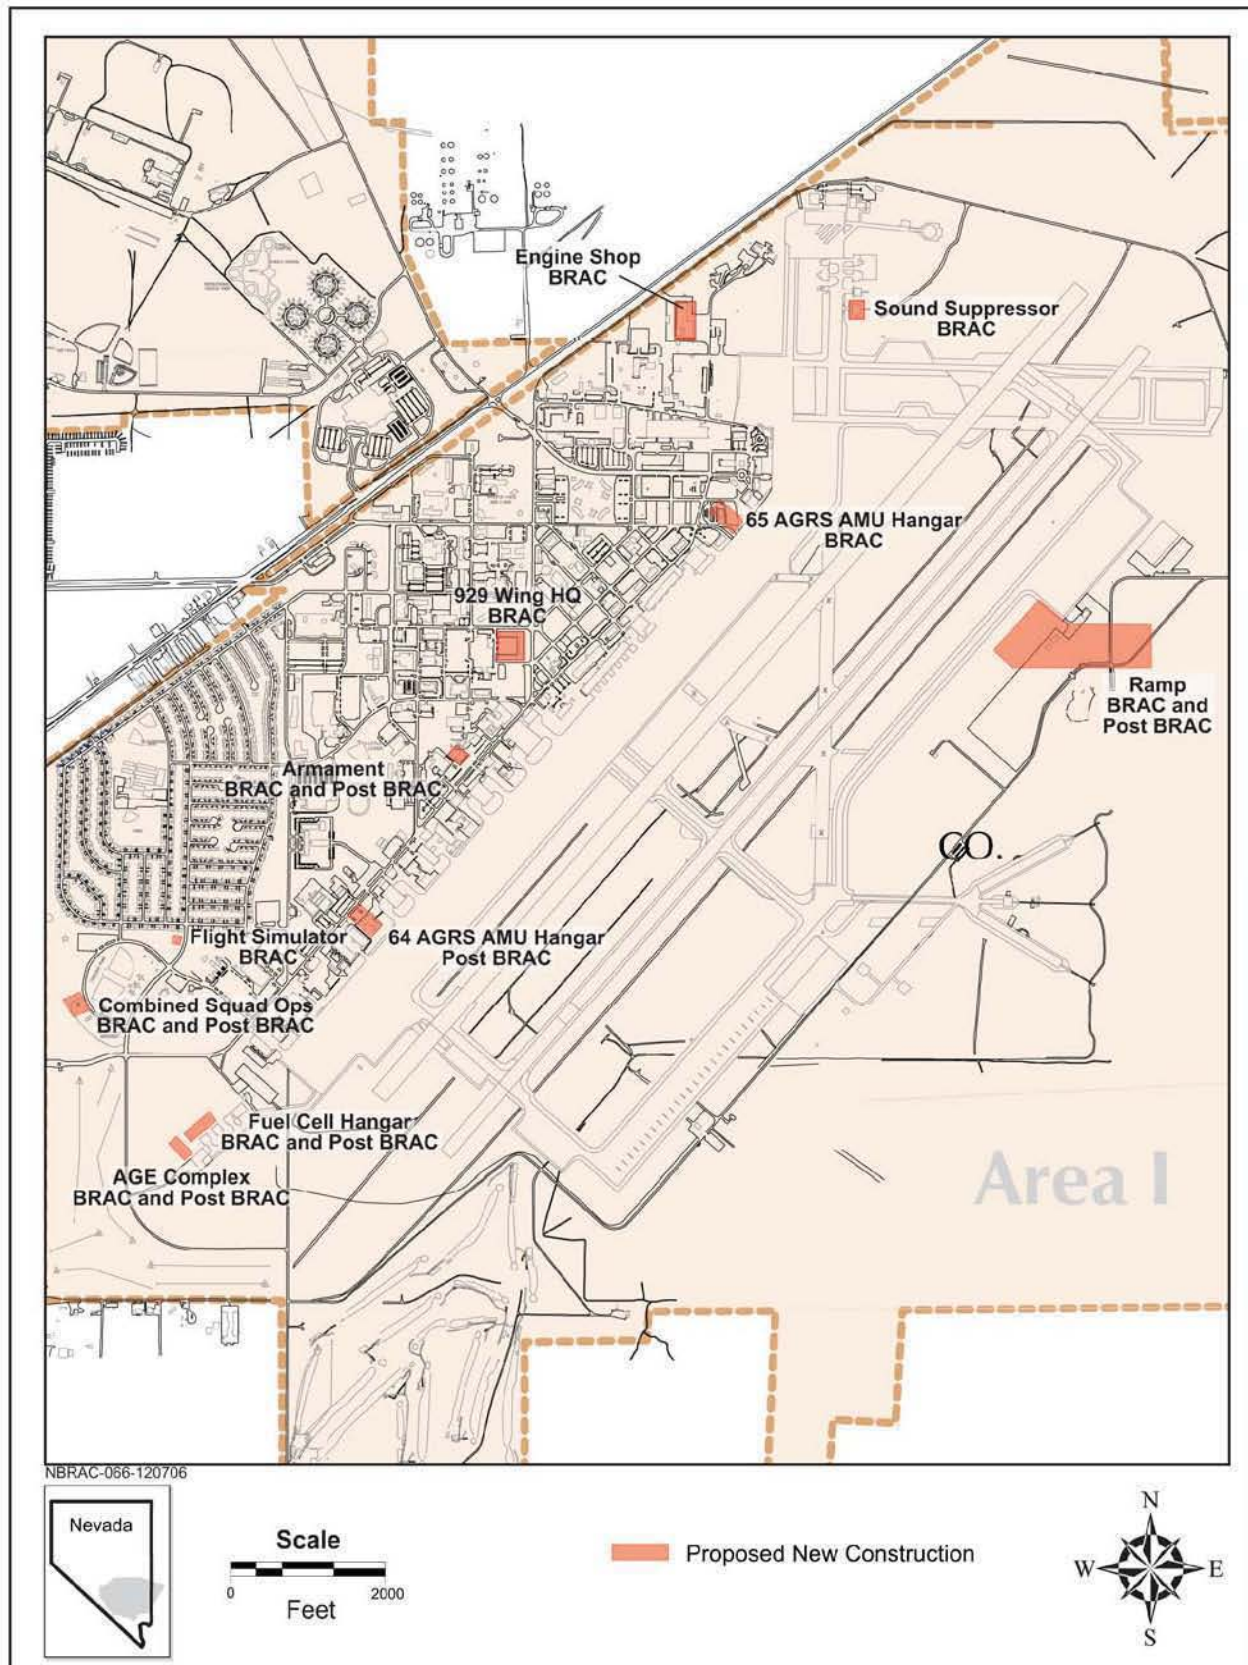 Engine Shop
BRAC
Sound Suppressor
BRAC
65 AGRS AMU Hangar
BRAC
929 Wing HQ
BRAC
Ramp
BRAC and
Post BRAC
Armament
BRAC and Post BRAC
CO.
Flight Simulator
BRAC
64 AGRS AMU Hangar
Post BRAC
Combined Squad Ops
BRAC and Post BRAC
Fuel Cell Hangar
BRAC and Post BRAC
Area I
AGE Complex
BRAC and Post BRAC
NBRAC-066-120706
Nevada
Scale
0
2000
Feet
Proposed New Construction
N
W
E
S